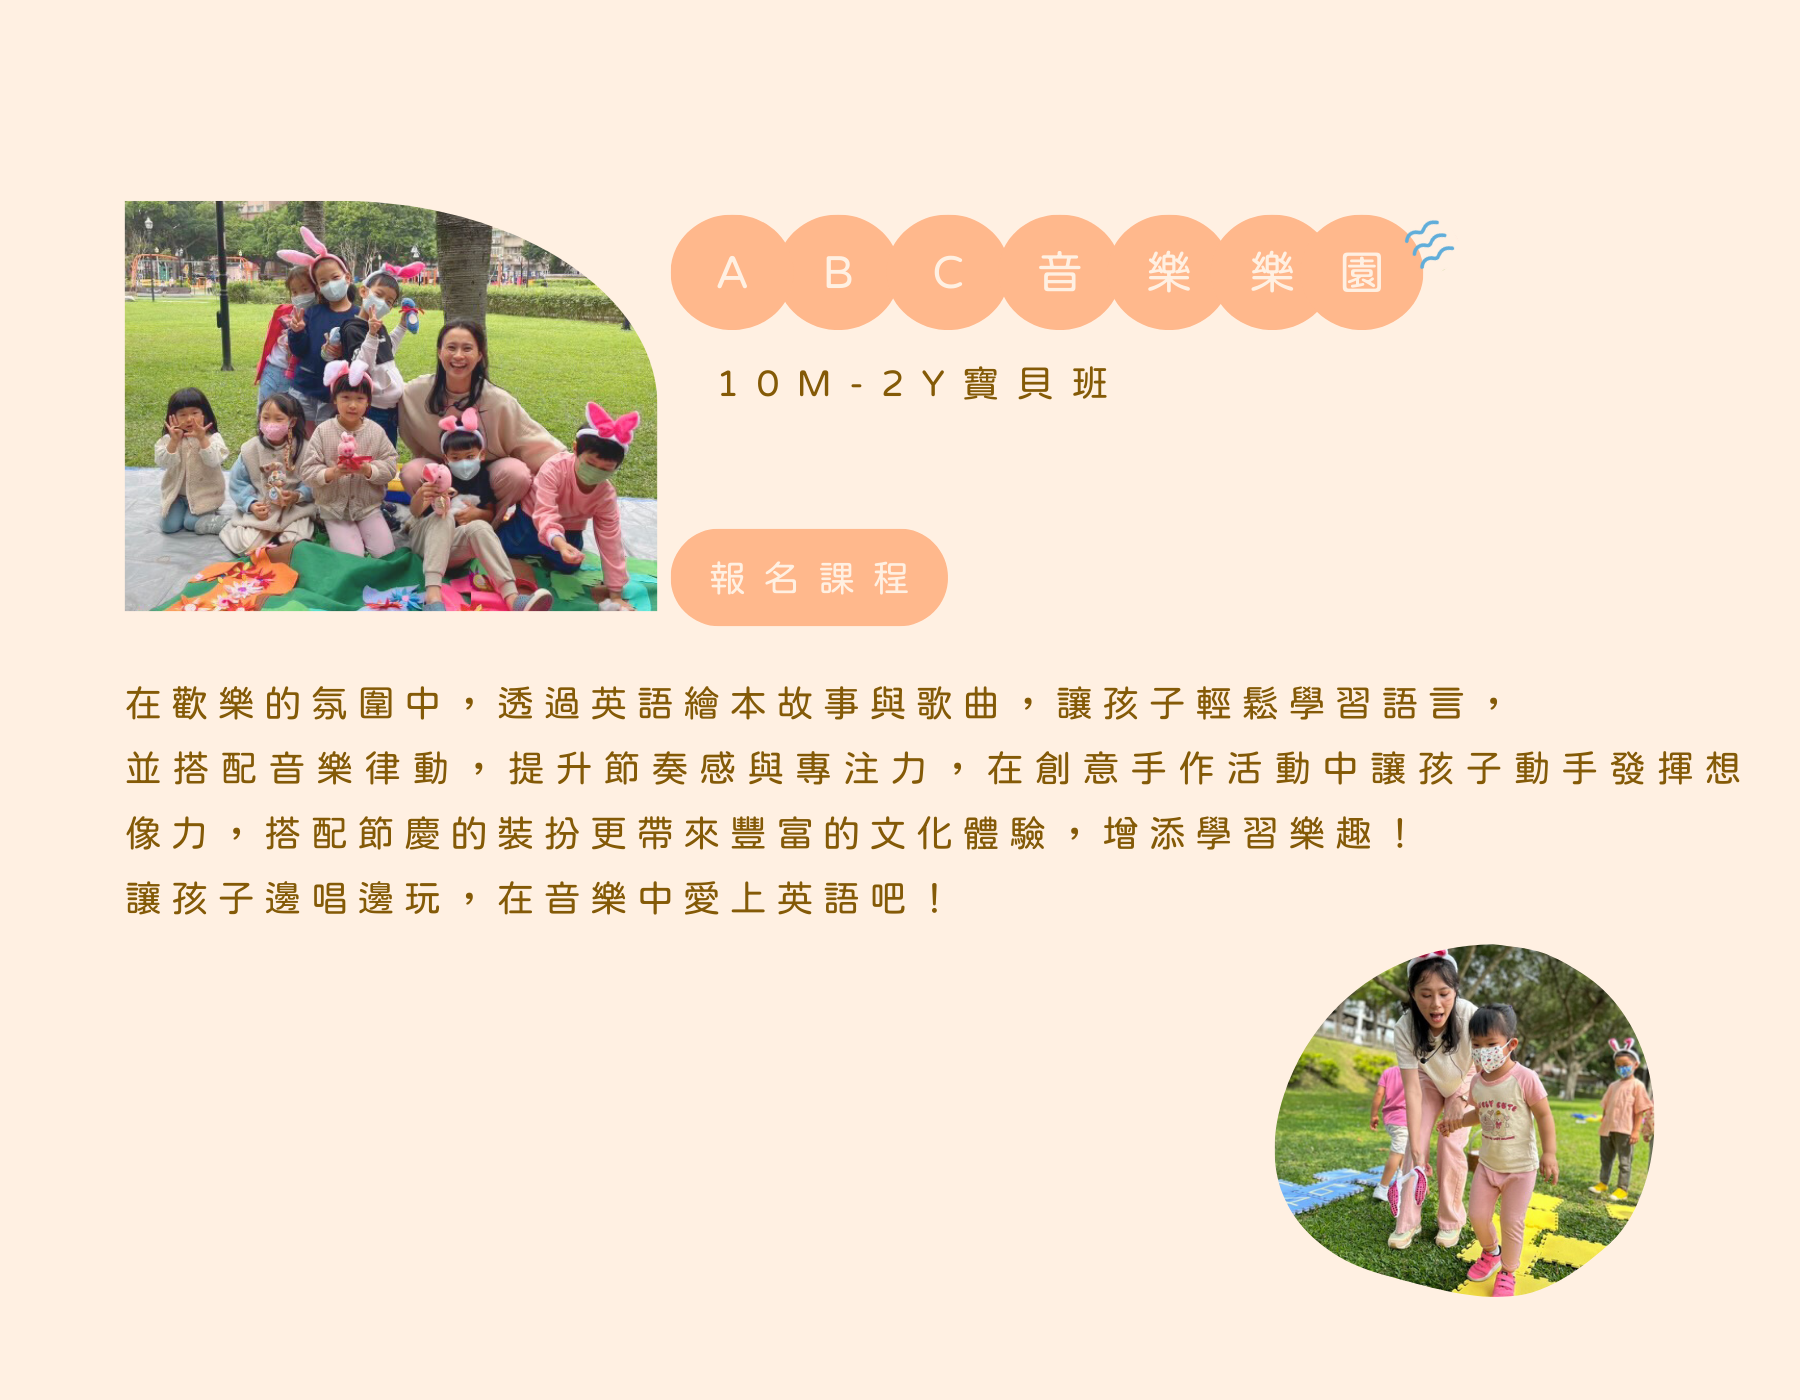 ABC音樂樂園
10M-2Y寶貝班
報名課程
在歡樂的氛圍中，透過英語繪本故事與歌曲，讓孩子輕鬆學習語言，
並搭配音樂律動，提升節奏感與專注力，在創意手作活動中讓孩子動手發揮想
像力，搭配節慶的裝扮更帶來豐富的文化體驗，增添學習樂趣！
讓孩子邊唱邊玩，在音樂中愛上英語吧！